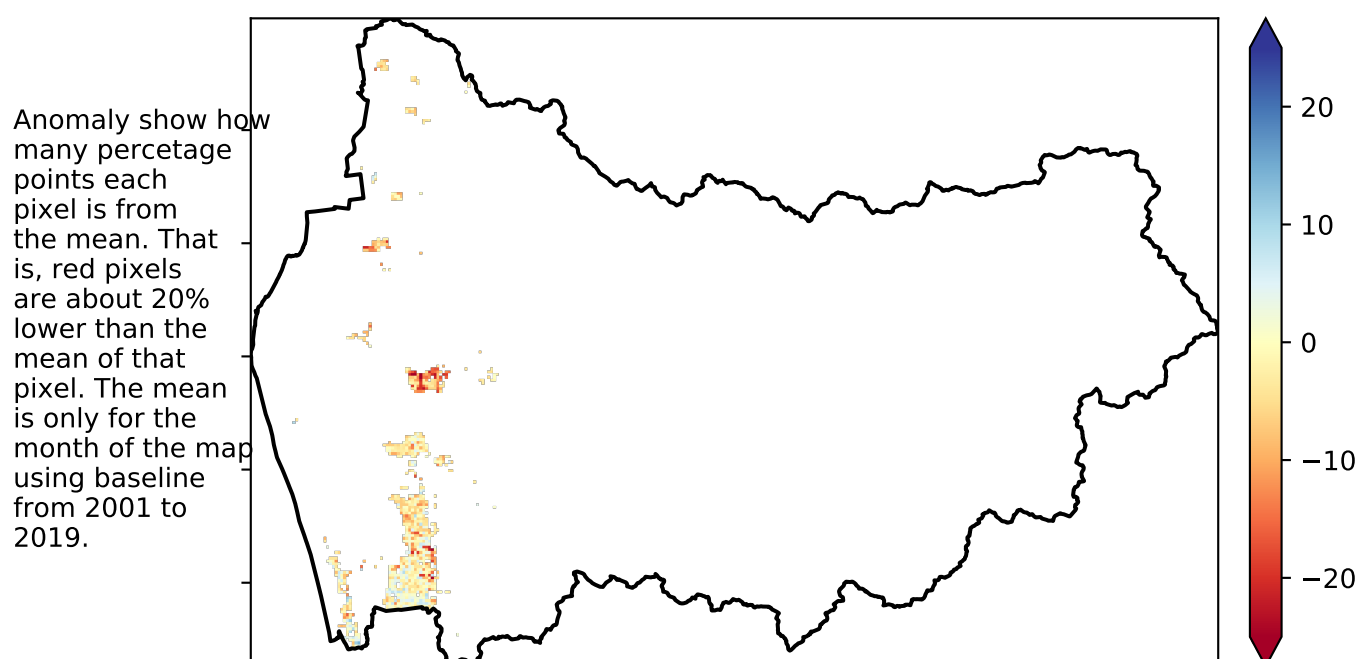 Anomaly show how
many percetage
points each
pixel is from
the mean. That
is, red pixels
are about 20%
lower than the
mean of that
pixel. The mean
is only for the
month of the map
using baseline
from 2001 to
2019.
20
10
0
−10
−20